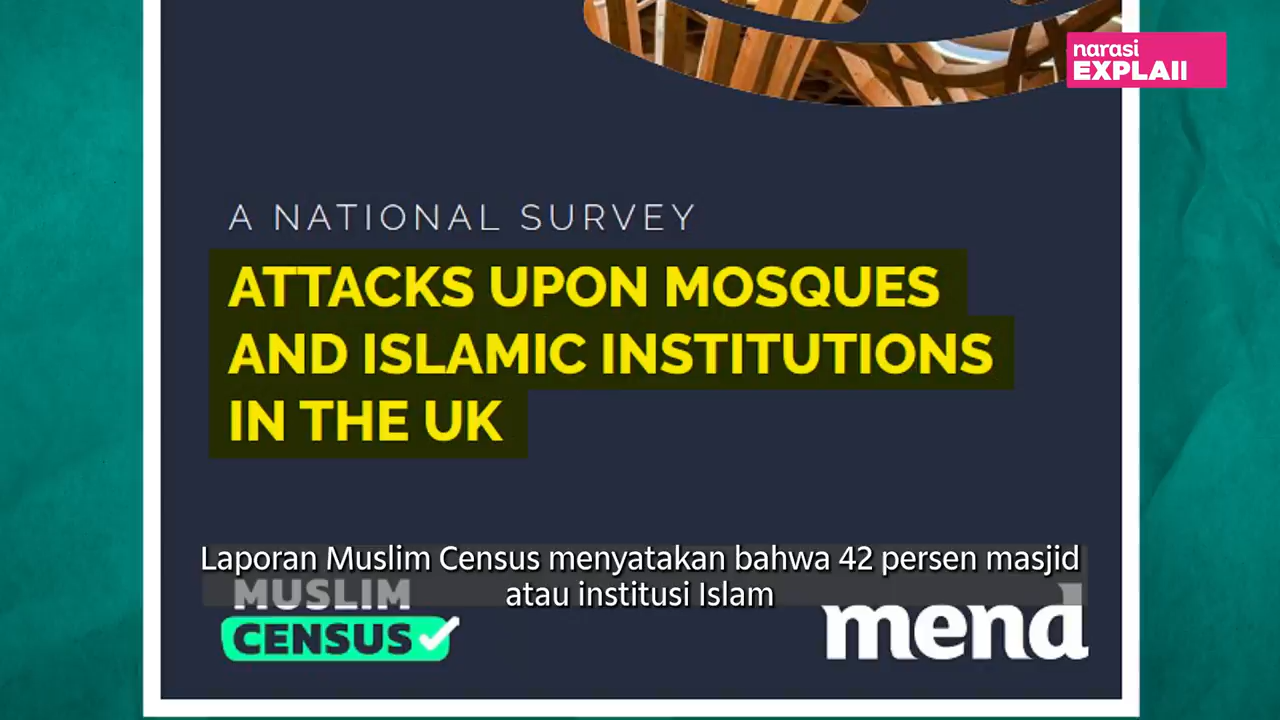 narasi
EXPLAII
A NATIONAL SURVEY
ATTACKS UPON MOSQUES
AND ISLAMIC INSTITUTIONS
IN THE UK
Laporan Muslim Census menyatakan bahwa 42 persen masjid
atau institusi Islam
MUSLIM
CENSUS
mend